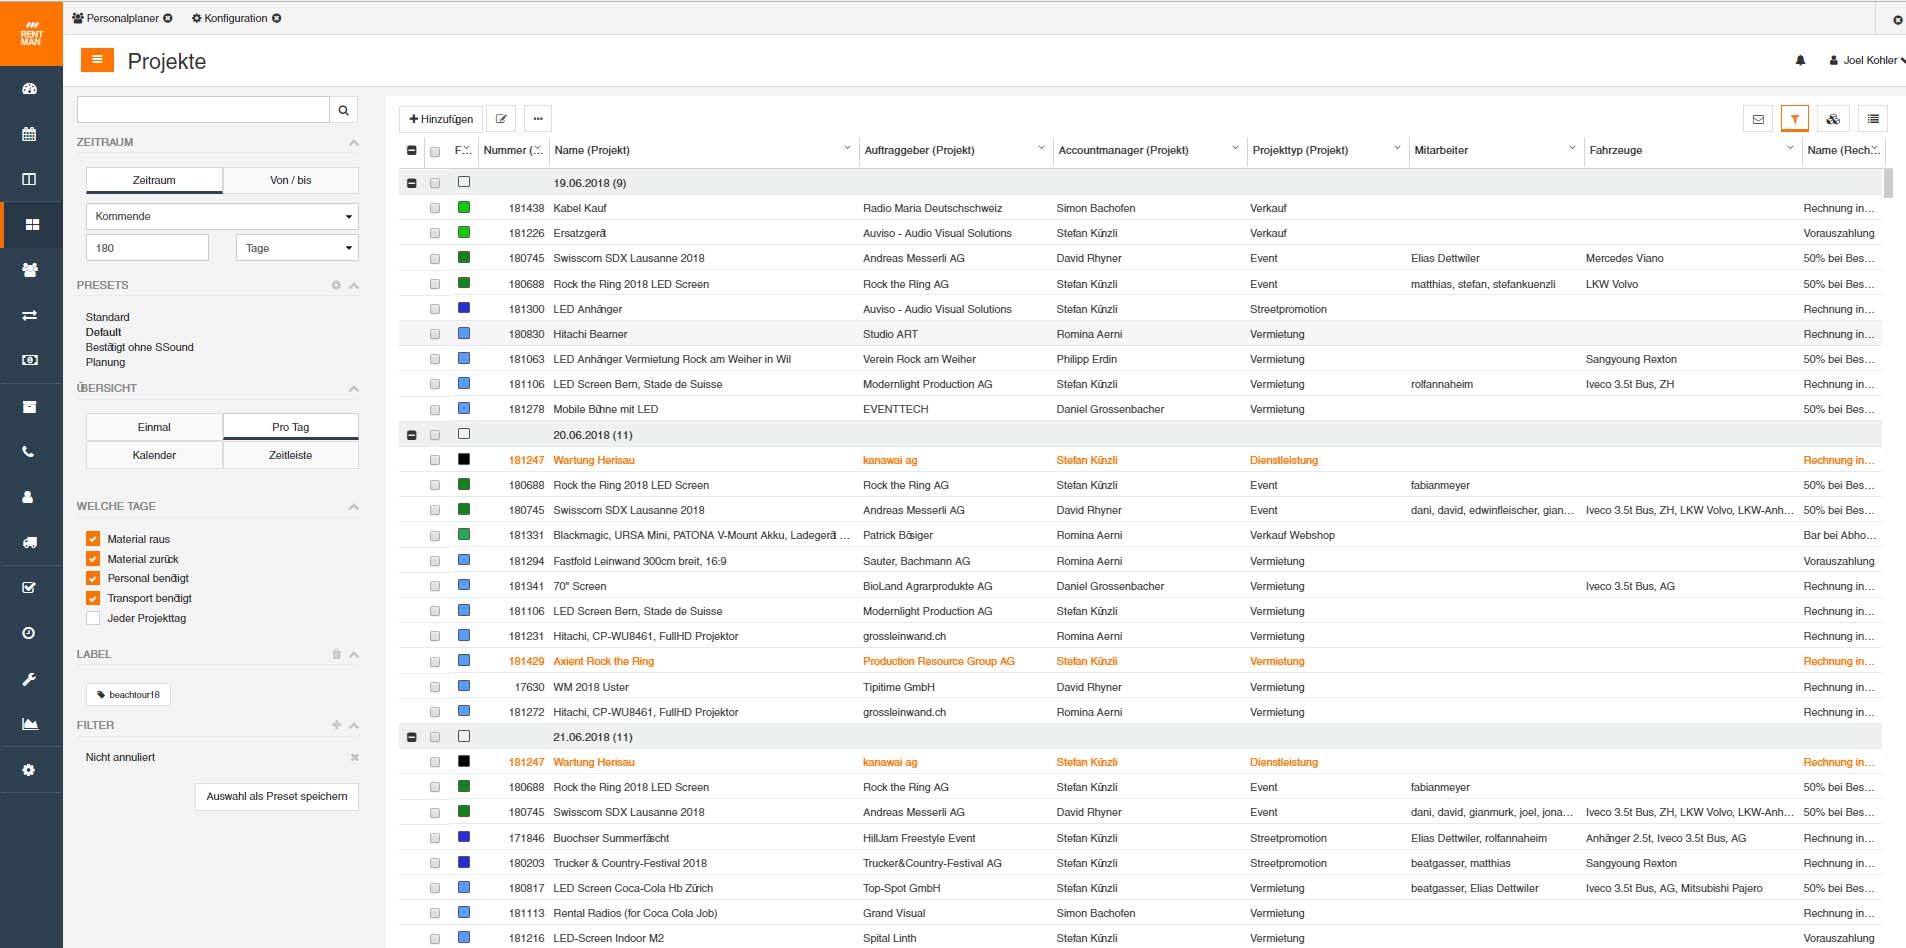 Personalplaner Konfiguration
RENT
MAN
Projekte
Joel Kohler
ZEITRAUM
Zeitraum Von / bis
Kommende
180 Tage
PRESETS
Standard
Default
Bestätigt ohne SSound
Planung
ÜBERSICHT
Einmal Pro Tag
Kalender Zeitleiste
WELCHE TAGE
Material raus
Material zurück
Personal benötigt
Transport benötigt
Jeder Projekttag
LABEL
beachtour18
FILTER
Nicht annuliert
Auswahl als Preset speichern
+ Hinzufügen ...
F... Nummer (... Name (Projekt) Auftraggeber (Projekt) Accountmanager (Projekt) Projekttyp (Projekt) Mitarbeiter Fahrzeuge Name (Rech...
19.06.2018 (9)
181438 Kabel Kauf Radio Maria Deutschschweiz Simon Bachofen Verkauf Rechnung in...
181226 Ersatzgerät Auviso - Audio Visual Solutions Stefan Künzli Verkauf Vorauszahlung
180745 Swisscom SDX Lausanne 2018 Andreas Messerli AG David Rhyner Event Elias Dettwiler Mercedes Viano 50% bei Bes...
180688 Rock the Ring 2018 LED Screen Rock the Ring AG Stefan Künzli Event matthias, stefan, stefankuenzli LKW Volvo 50% bei Bes...
181300 LED Anhänger Auviso - Audio Visual Solutions Stefan Künzli Streetpromotion Rechnung in...
180830 Hitachi Beamer Studio ART Romina Aerni Vermietung Rechnung in...
181063 LED Anhänger Vermietung Rock am Weiher in Wil Verein Rock am Weiher Philipp Erdin Vermietung Sangyoung Rexton 50% bei Bes...
181106 LED Screen Bern, Stade de Suisse Modernlight Production AG Stefan Künzli Vermietung rolfannaheim Iveco 3.5t Bus, ZH Rechnung in...
181278 Mobile Bühne mit LED EVENTTECH Daniel Grossenbacher Vermietung 50% bei Bes...
20.06.2018 (11)
181247 Wartung Herisau kanawai ag Stefan Künzli Dienstleistung Rechnung in...
180688 Rock the Ring 2018 LED Screen Rock the Ring AG Stefan Künzli Event fabianmeyer 50% bei Bes...
180745 Swisscom SDX Lausanne 2018 Andreas Messerli AG David Rhyner Event dani, david, edwinfleischer, gian... Iveco 3.5t Bus, ZH, LKW Volvo, LKW-Anh... 50% bei Bes...
181331 Blackmagic, URSA Mini, PATONA V-Mount Akku, Ladegerä ... Patrick Bösiger Romina Aerni Verkauf Webshop Bar bei Abho...
181294 Fastfold Leinwand 300cm breit, 16:9 Sauter, Bachmann AG Romina Aerni Vermietung Vorauszahlung
181341 70" Screen BioLand Agrarprodukte AG Daniel Grossenbacher Vermietung Iveco 3.5t Bus, AG Rechnung in...
181106 LED Screen Bern, Stade de Suisse Modernlight Production AG Stefan Künzli Vermietung Rechnung in...
181231 Hitachi, CP-WU8461, FullHD Projektor grossleinwand.ch Romina Aerni Vermietung Rechnung in...
181429 Axient Rock the Ring Production Resource Group AG Stefan Künzli Vermietung Rechnung in...
17630 WM 2018 Uster Tipitime GmbH David Rhyner Vermietung Rechnung in...
181272 Hitachi, CP-WU8461, FullHD Projektor grossleinwand.ch Romina Aerni Vermietung Rechnung in...
21.06.2018 (11)
181247 Wartung Herisau kanawai ag Stefan Künzli Dienstleistung Rechnung in...
180688 Rock the Ring 2018 LED Screen Rock the Ring AG Stefan Künzli Event fabianmeyer 50% bei Bes...
180745 Swisscom SDX Lausanne 2018 Andreas Messerli AG David Rhyner Event dani, david, gianmurk, joel, jona... Iveco 3.5t Bus, ZH, LKW Volvo, LKW-Anh... 50% bei Bes...
171846 Buochser Summerfäscht HillJam Freestyle Event Stefan Künzli Streetpromotion Elias Dettwiler, rolfannaheim Anhänger 2.5t, Iveco 3.5t Bus, AG Rechnung in...
180203 Trucker & Country-Festival 2018 Trucker&Country-Festival AG Stefan Künzli Streetpromotion beatgasser, matthias Sangyoung Rexton Rechnung in...
180817 LED Screen Coca-Cola Hb Zürich Top-Spot GmbH Stefan Künzli Vermietung beatgasser, Elias Dettwiler Iveco 3.5t Bus, AG, Mitsubishi Pajero 50% bei Bes...
181113 Rental Radios (for Coca Cola Job) Grand Visual Simon Bachofen Vermietung Rechnung in...
181216 LED-Screen Indoor M2 Spital Linth Stefan Künzli Vermietung Vorauszahlung